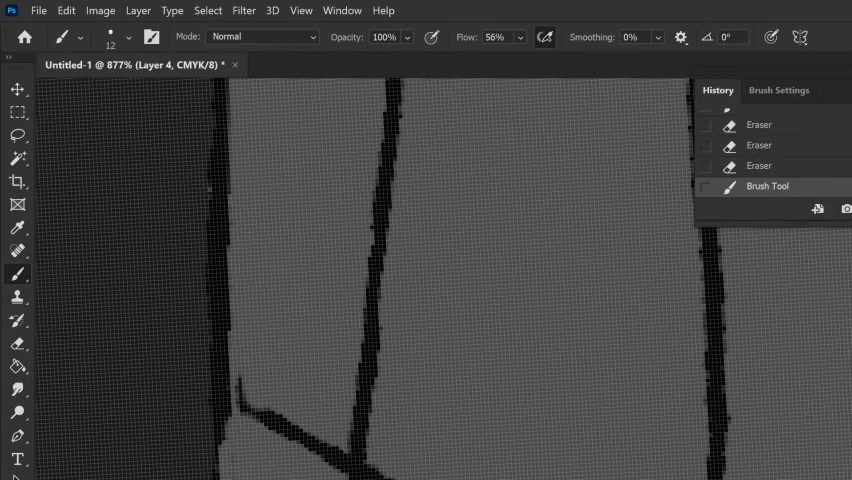 Ps File Edit Image Layer Type Select Filter 3D View Window Help
12 Mode: Normal Opacity: 100% Flow: 56% Smoothing: 0% 0°
Untitled-1 @ 877% (Layer 4, CMYK/8) * ×
History Brush Settings
Eraser
Eraser
Eraser
Brush Tool